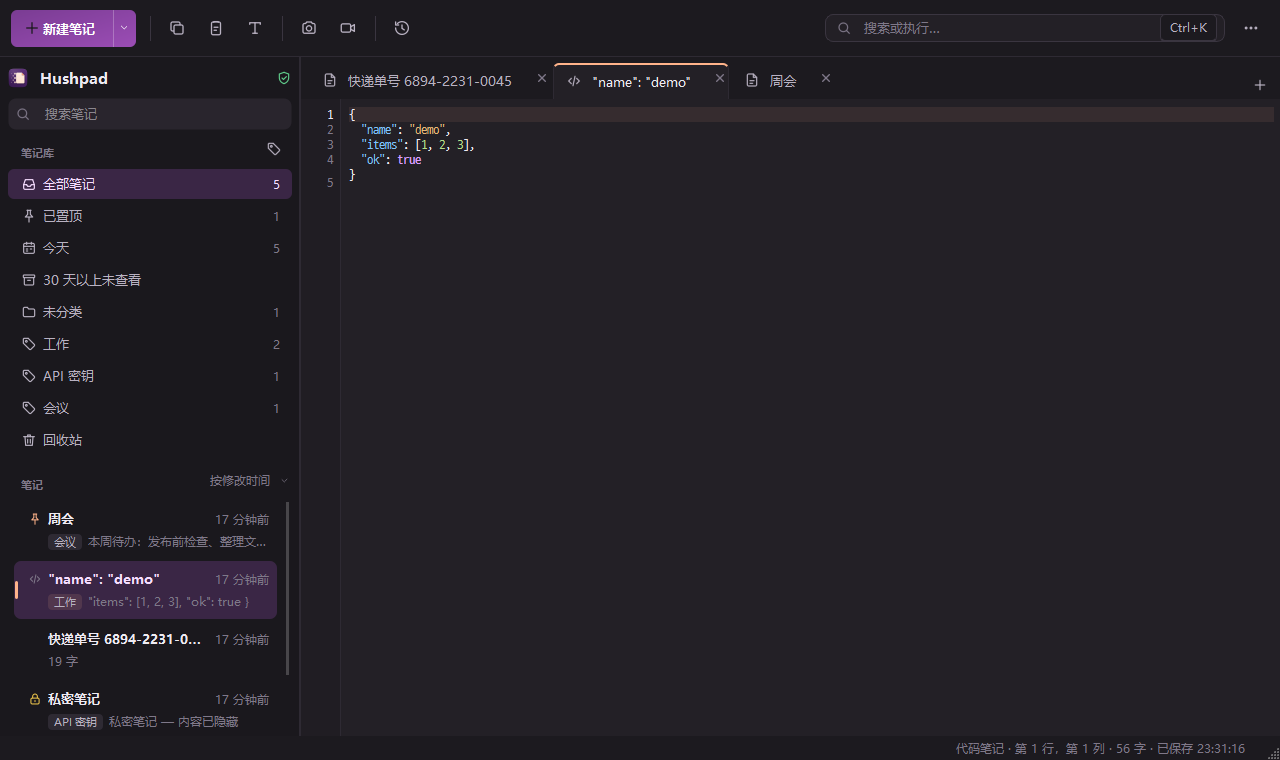 新建笔记
搜索或执行...
Ctrl+K
Hushpad
搜索笔记
笔记库
全部笔记 5
已置顶 1
今天 5
30 天以上未查看
未分类 1
工作 2
API 密钥 1
会议 1
回收站
笔记 按修改时间
周会 17 分钟前
会议 本周待办：发布前检查、整理文...
"name": "demo" 17 分钟前
工作 "items": [1, 2, 3], "ok": true }
快递单号 6894-2231-0... 17 分钟前
19 字
私密笔记 17 分钟前
API 密钥 私密笔记 — 内容已隐藏
快递单号 6894-2231-0045
"name": "demo"
周会
1 {
2 "name": "demo",
3 "items": [1, 2, 3],
4 "ok": true
}
5
代码笔记 · 第 1 行，第 1 列 · 56 字 · 已保存 23:31:16